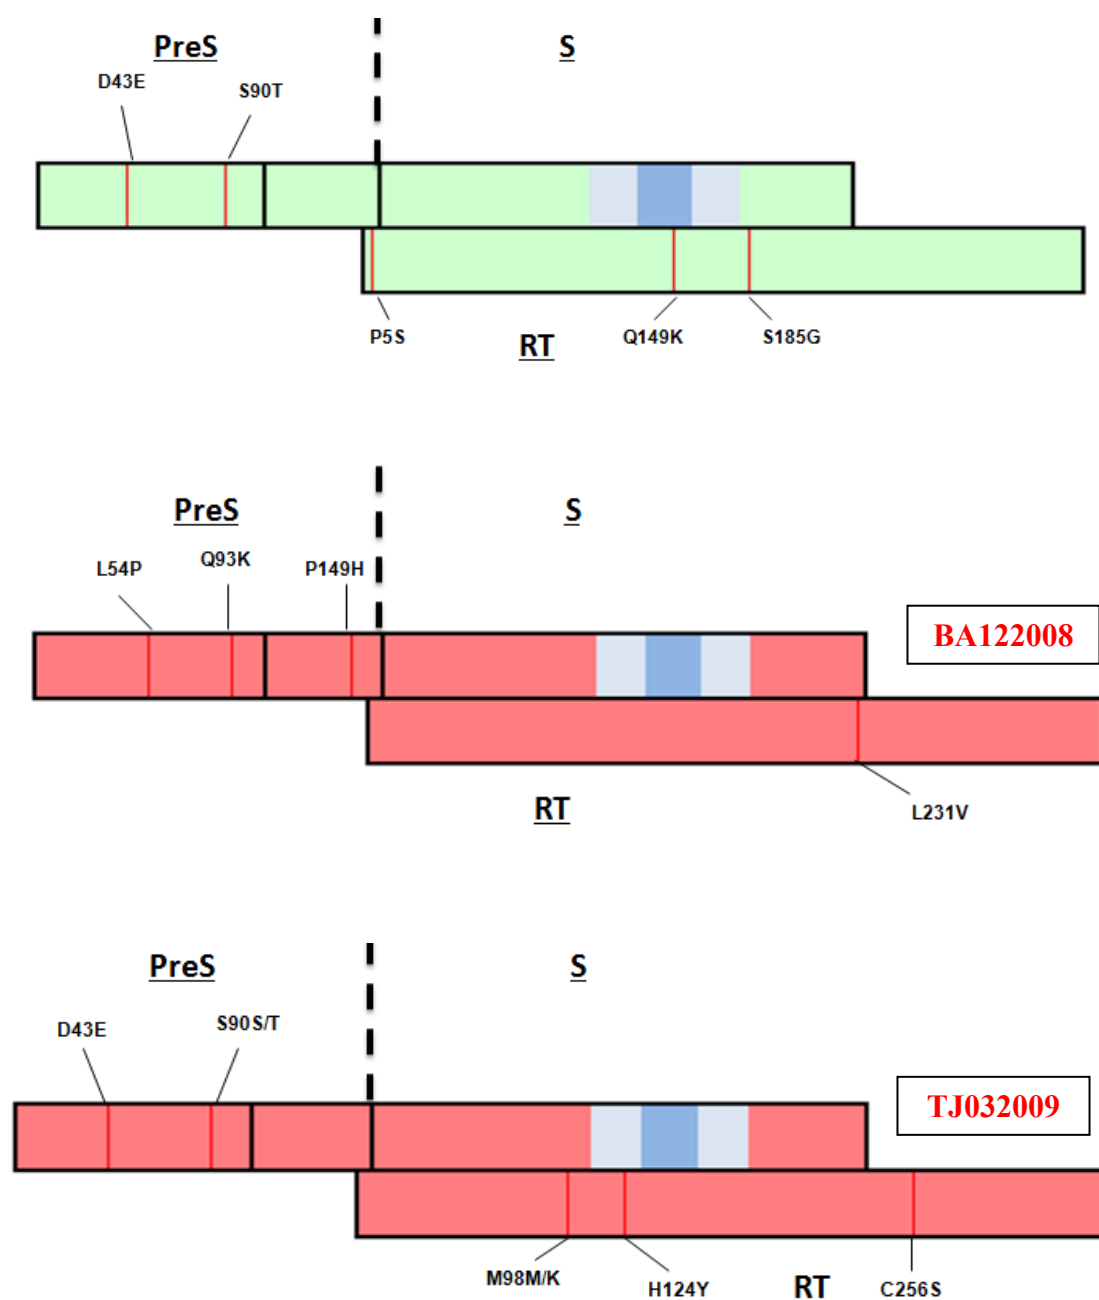 PreS S
D43E
S90T
P5S Q149K S185G
RT
PreS S
Q93K
L54P P149H
BA122008
RT
L231V
PreS S
S90S/T
D43E
TJ032009
M98M/K H124Y RT C256S